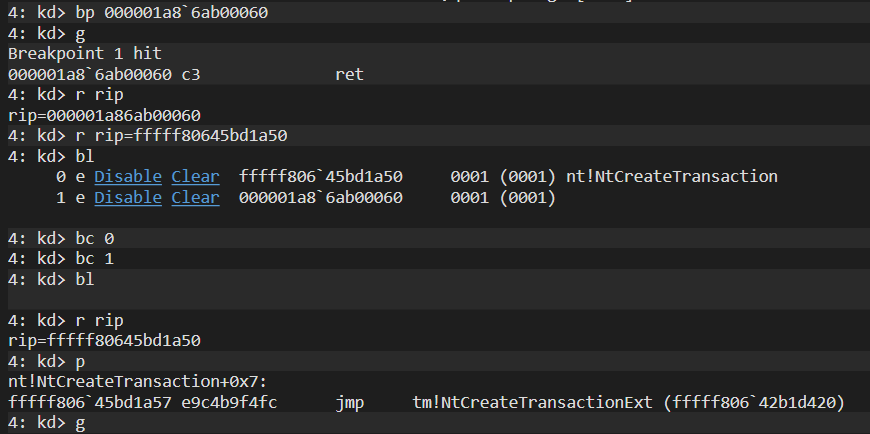 4: kd> bp 000001a8`6ab00060
4: kd> g
Breakpoint 1 hit
000001a8`6ab00060 c3              ret
4: kd> r rip
rip=000001a86ab00060
4: kd> r rip=fffff80645bd1a50
4: kd> bl
     0 e Disable Clear  fffff806`45bd1a50     0001 (0001) nt!NtCreateTransaction
     1 e Disable Clear  000001a8`6ab00060     0001 (0001)
4: kd> bc 0
4: kd> bc 1
4: kd> bl
4: kd> r rip
rip=fffff80645bd1a50
4: kd> p
nt!NtCreateTransaction+0x7:
fffff806`45bd1a57 e9c4b9f4fc      jmp     tm!NtCreateTransactionExt (fffff806`42b1d420)
4: kd> g